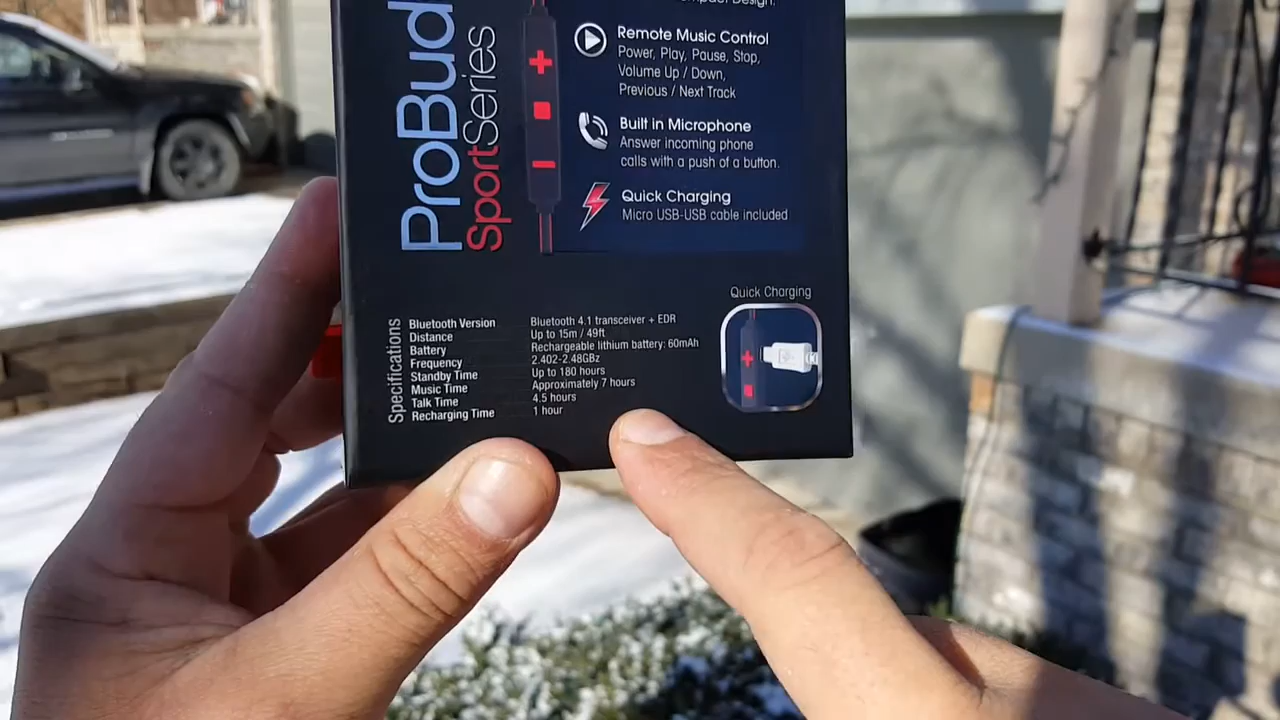 Design.
ProBud
SportSeries
Remote Music Control
Power, Play, Pause, Stop,
Volume Up / Down,
Previous / Next Track
Built in Microphone
Answer incoming phone
calls with a push of a button.
Quick Charging
Micro USB-USB cable included
Quick Charging
Specifications
Bluetooth Version Bluetooth 4.1 transceiver + EDR
Distance Up to 15m / 49ft
Battery Rechargeable lithium battery: 60mAh
Frequency 2.402-2.48GBz
Standby Time Up to 180 hours
Music Time Approximately 7 hours
Talk Time 4.5 hours
Recharging Time 1 hour